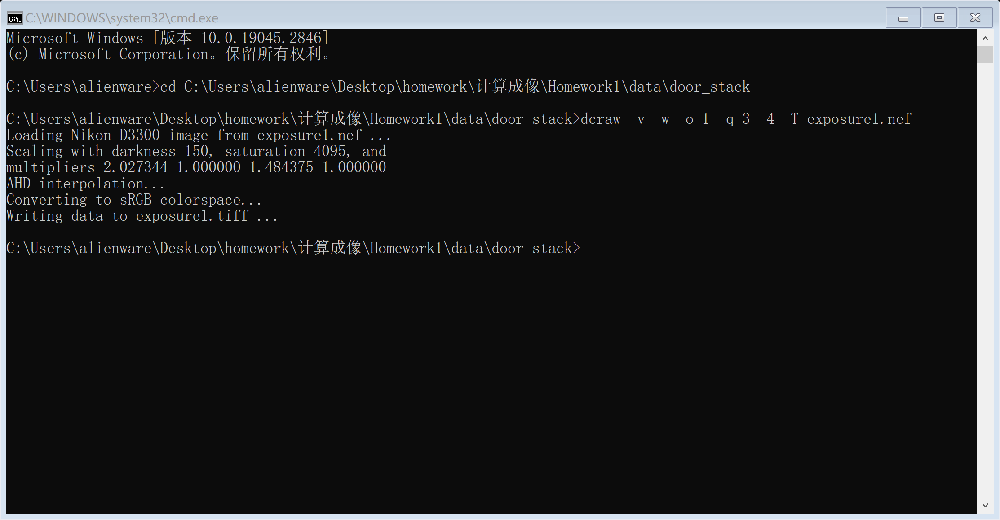 C:\WINDOWS\system32\cmd.exe
Microsoft Windows [版本 10.0.19045.2846]
(c) Microsoft Corporation。保留所有权利。
C:\Users\alienware>cd C:\Users\alienware\Desktop\homework\计算成像\Homework1\data\door_stack
C:\Users\alienware\Desktop\homework\计算成像\Homework1\data\door_stack>dcraw -v -w -o 1 -q 3 -4 -T exposure1.nef
Loading Nikon D3300 image from exposure1.nef ...
Scaling with darkness 150, saturation 4095, and
multipliers 2.027344 1.000000 1.484375 1.000000
AHD interpolation...
Converting to sRGB colorspace...
Writing data to exposure1.tiff ...
C:\Users\alienware\Desktop\homework\计算成像\Homework1\data\door_stack>